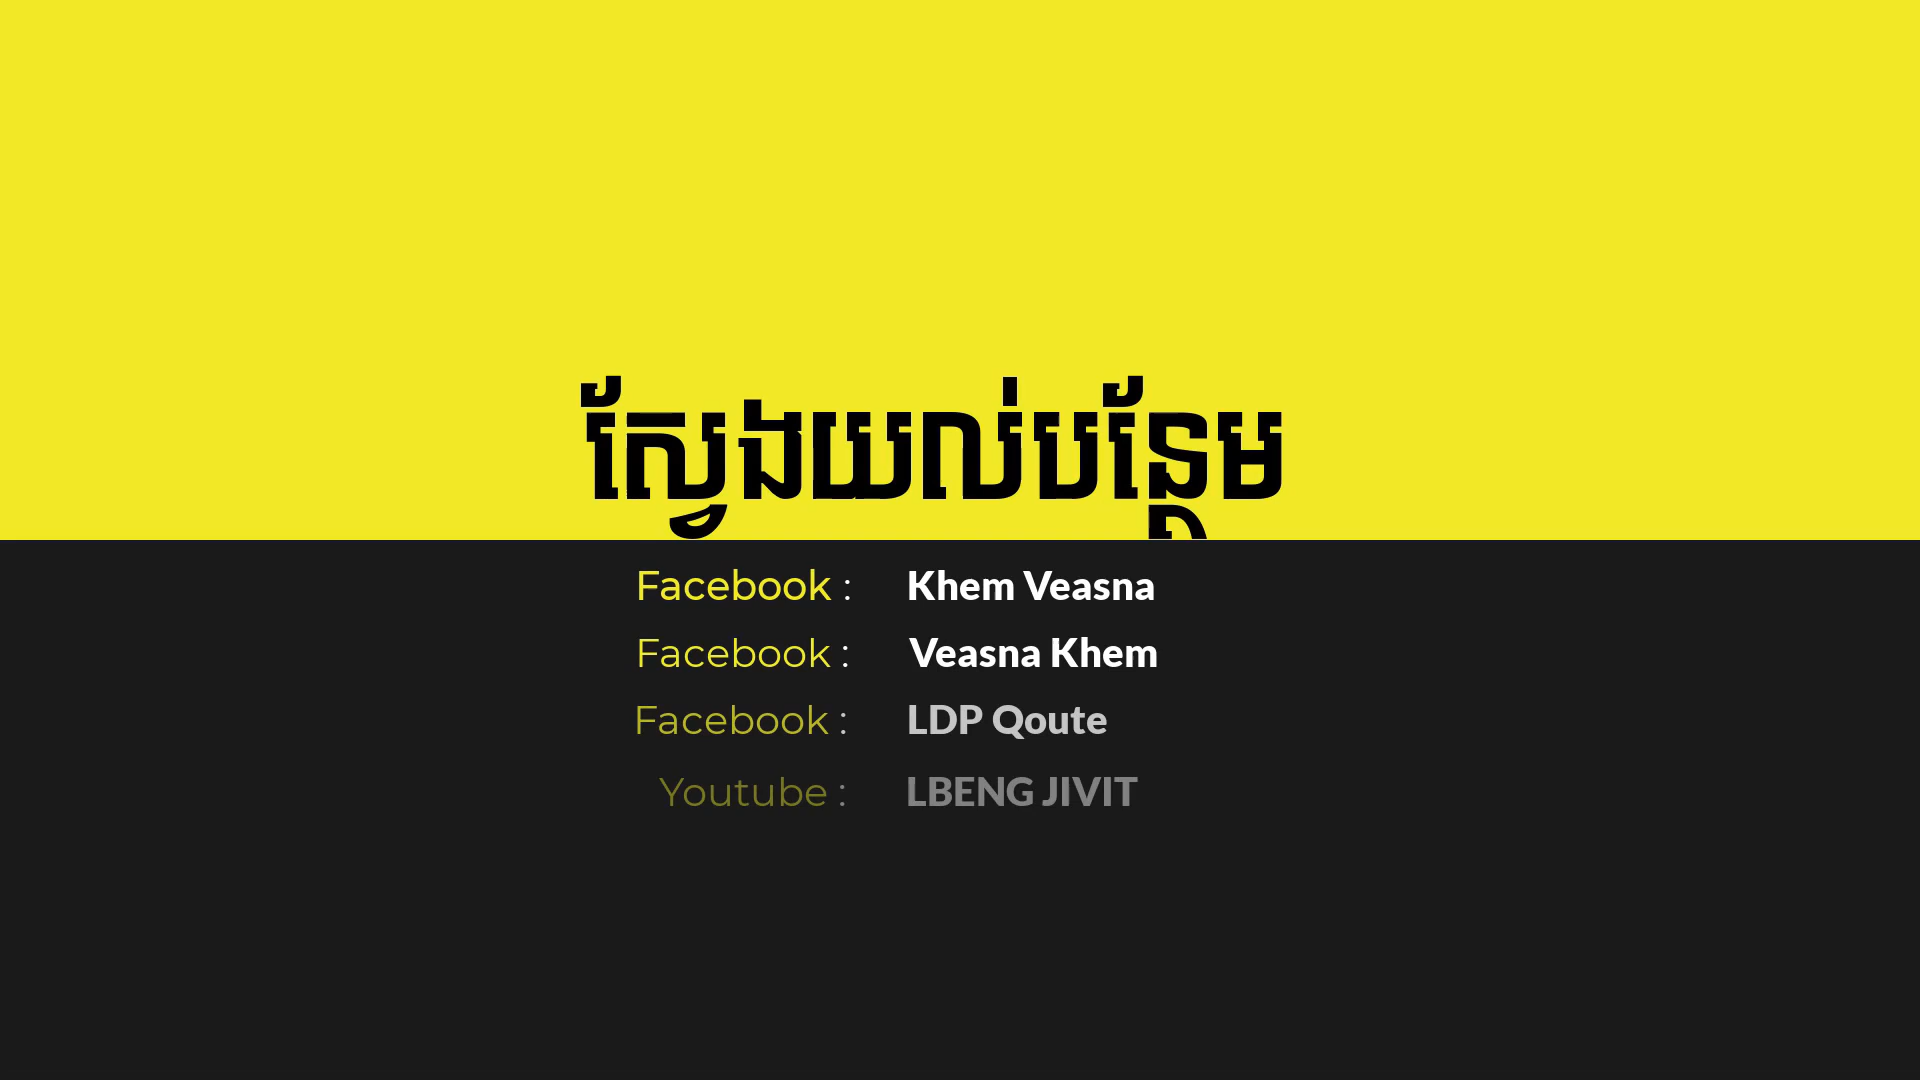 ស្វែងយល់បន្ថែម
Facebook : Khem Veasna
Facebook : Veasna Khem
Facebook : LDP Qoute
Youtube : LBENG JIVIT